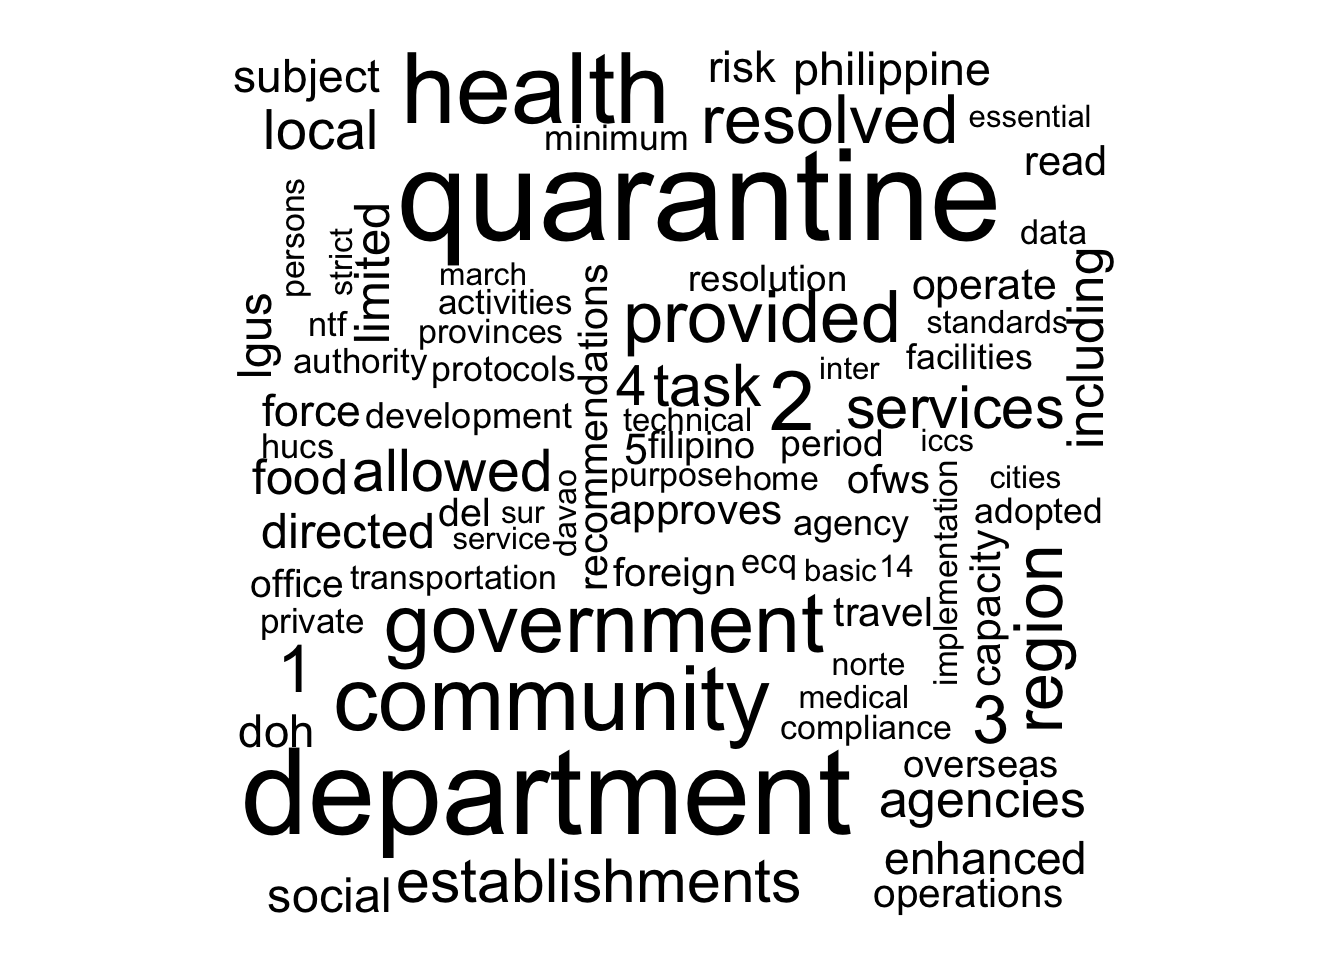 subject health risk philippine
local minimum resolved essential
quarantine read
persons strict limited data
march resolution operate including
lgus ntf activities provided standards
provinces recommendations
authority protocols 4 task 2 inter facilities
force development technical services
hucs 5 filipino period iccs
food allowed purpose home ofws cities
directed del sur davao approves agency implementation adopted
service
office transportation foreign ecq basic 14 capacity region
private government travel
1 community norte
medical
doh compliance 3
department overseas
agencies
social establishments enhanced
operations